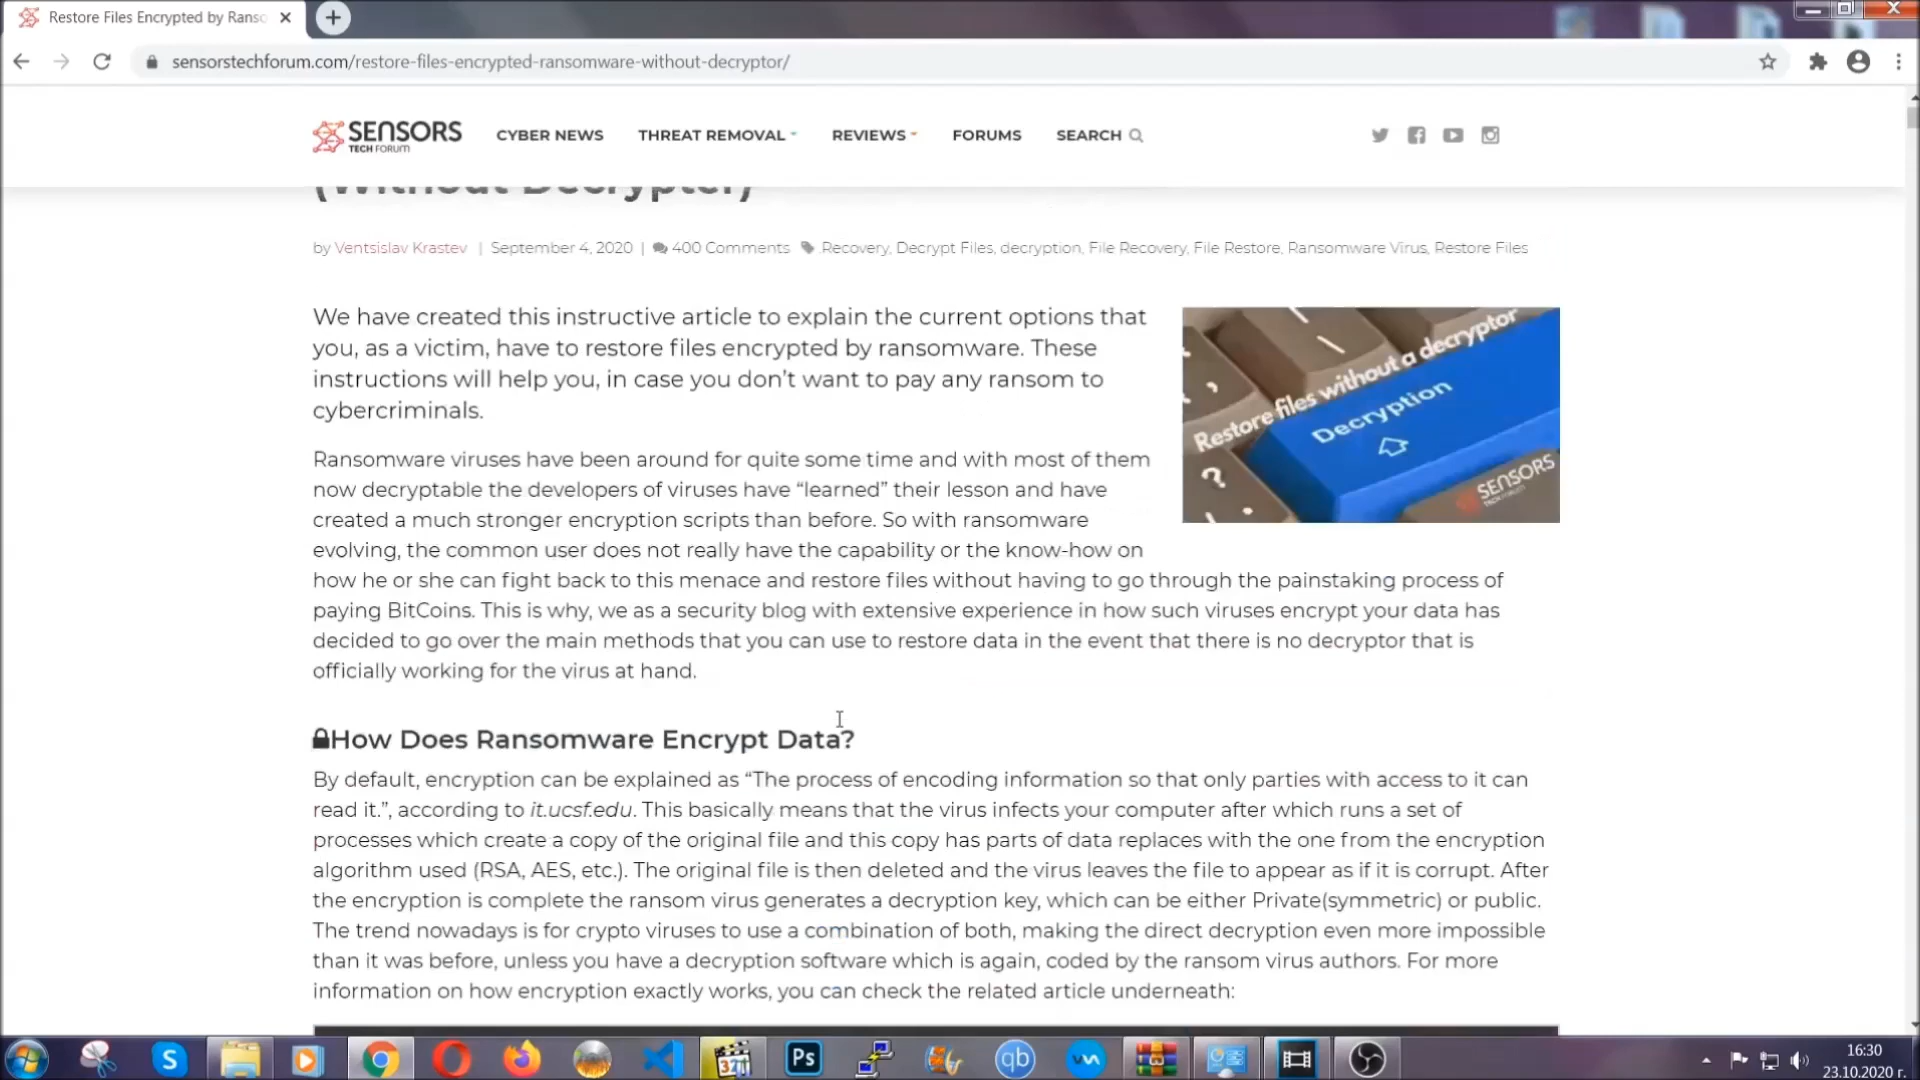 Restore Files Encrypted by Ranso
sensorstechforum.com/restore-files-encrypted-ransomware-without-decryptor/
SENSORS
TECH FORUM
CYBER NEWS
THREAT REMOVAL
REVIEWS
FORUMS
SEARCH
(Without Decrypter)
by Ventsislav Krastev | September 4, 2020 | 400 Comments Recovery, Decrypt Files, decryption, File Recovery, File Restore, Ransomware Virus, Restore Files
We have created this instructive article to explain the current options that
you, as a victim, have to restore files encrypted by ransomware. These
instructions will help you, in case you don’t want to pay any ransom to
cybercriminals.
Restore files without a decryptor
Decryption
SENSORS
Ransomware viruses have been around for quite some time and with most of them
now decryptable the developers of viruses have “learned” their lesson and have
created a much stronger encryption scripts than before. So with ransomware
evolving, the common user does not really have the capability or the know-how on
how he or she can fight back to this menace and restore files without having to go through the painstaking process of
paying BitCoins. This is why, we as a security blog with extensive experience in how such viruses encrypt your data has
decided to go over the main methods that you can use to restore data in the event that there is no decryptor that is
officially working for the virus at hand.
How Does Ransomware Encrypt Data?
By default, encryption can be explained as “The process of encoding information so that only parties with access to it can
read it.”, according to it.ucsf.edu. This basically means that the virus infects your computer after which runs a set of
processes which create a copy of the original file and this copy has parts of data replaces with the one from the encryption
algorithm used (RSA, AES, etc.). The original file is then deleted and the virus leaves the file to appear as if it is corrupt. After
the encryption is complete the ransom virus generates a decryption key, which can be either Private(symmetric) or public.
The trend nowadays is for crypto viruses to use a combination of both, making the direct decryption even more impossible
than it was before, unless you have a decryption software which is again, coded by the ransom virus authors. For more
information on how encryption exactly works, you can check the related article underneath:
S
Ps
qb
16:30
23.10.2020 г.